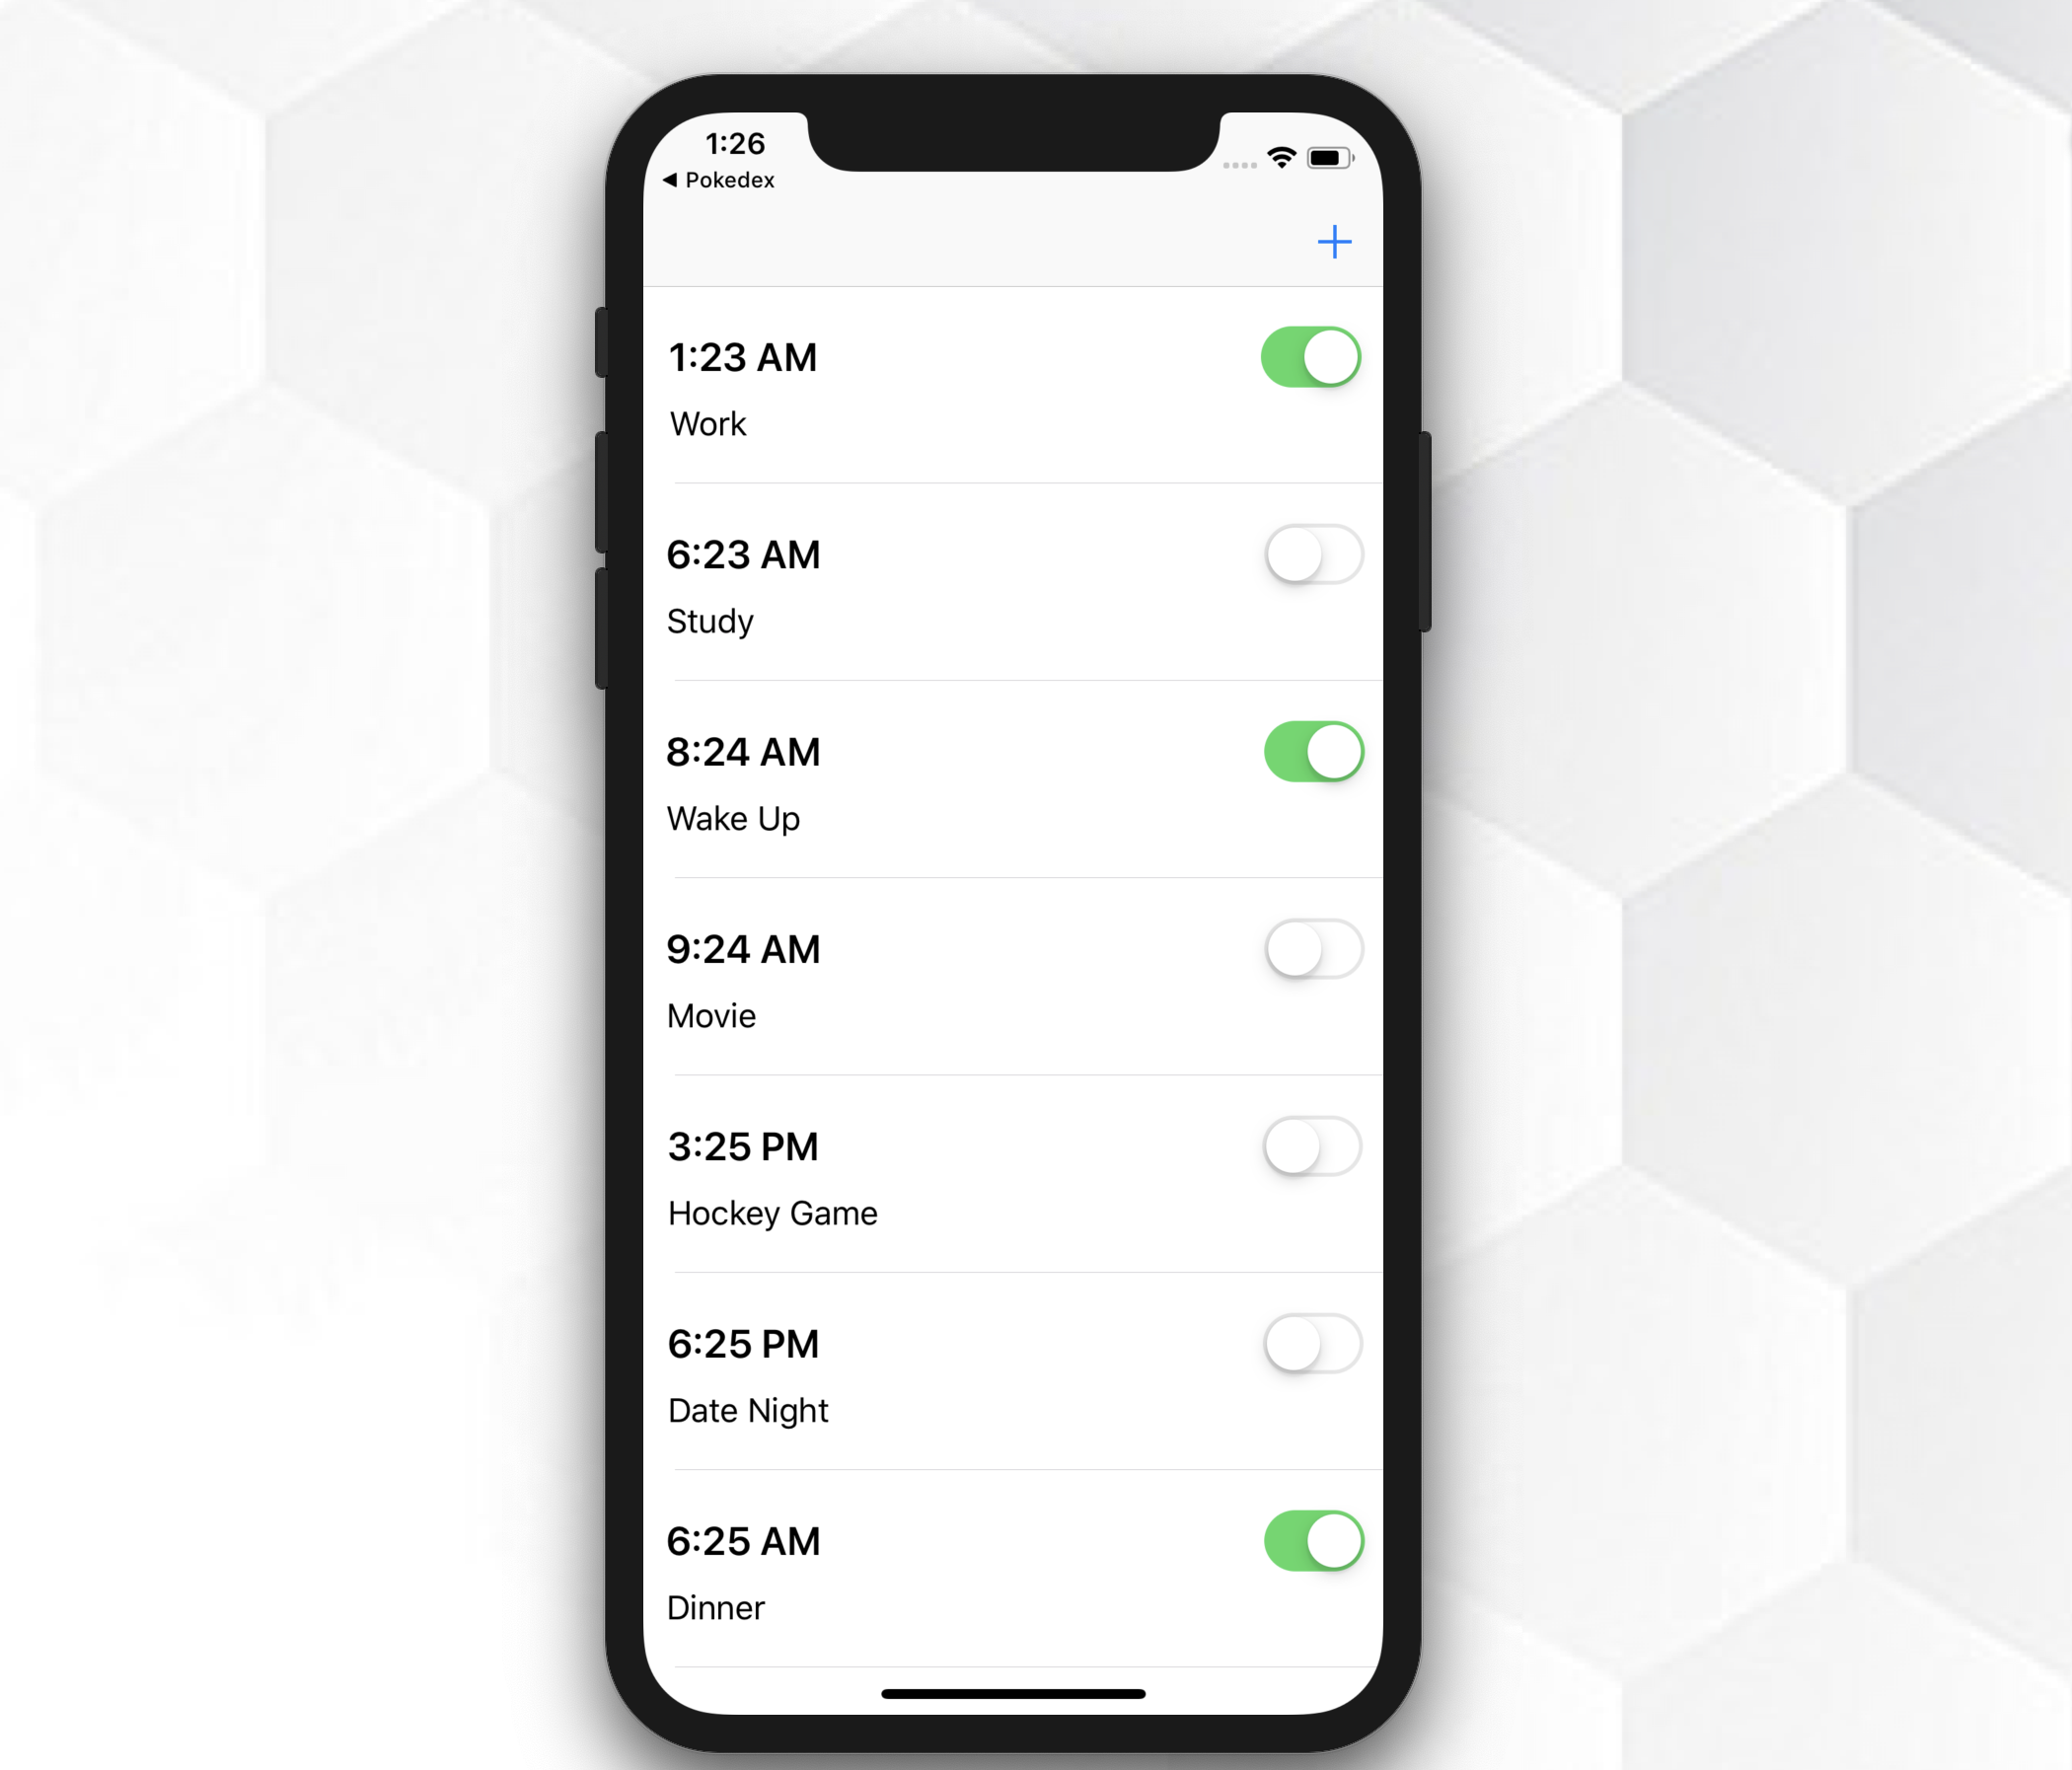 1:26
◀ Pokedex
+
1:23 AM
Work
6:23 AM
Study
8:24 AM
Wake Up
9:24 AM
Movie
3:25 PM
Hockey Game
6:25 PM
Date Night
6:25 AM
Dinner